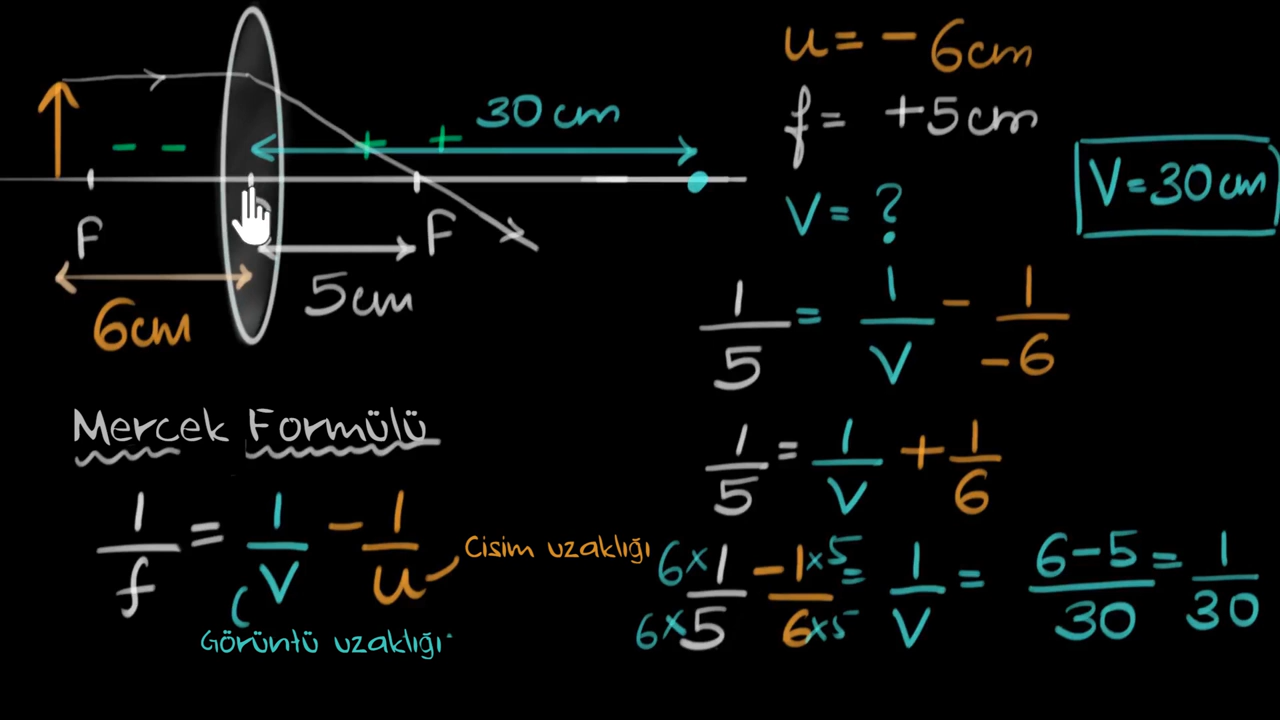 u = - 6cm
f = +5cm
V = ?
V = 30cm
30cm
- -
+ +
F
F
5cm
6cm
1/5 = 1/V - 1/-6
1/5 = 1/V + 1/6
6×1/6×5 - 1×5/6×5 = 1/V = 6-5/30 = 1/30
Mercek Formülü
1/f = 1/V - 1/u
Cisim uzaklığı
Görüntü uzaklığı